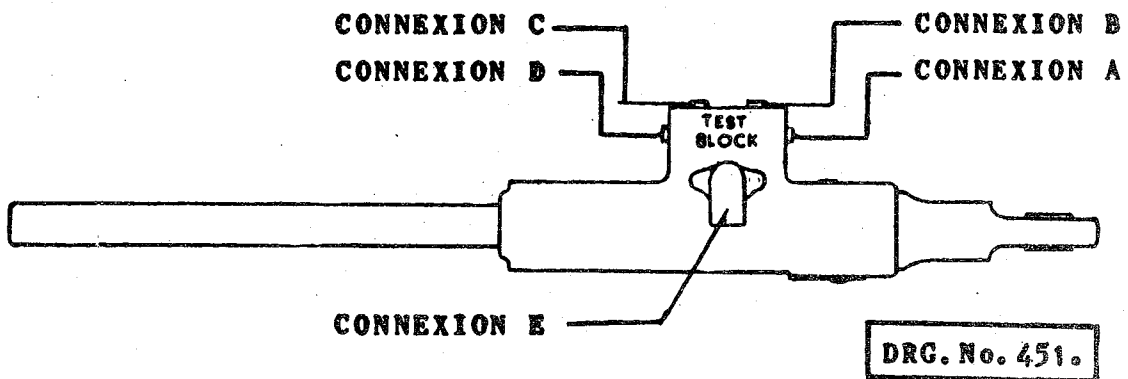 CONNEXION C
CONNEXION B
CONNEXION D
CONNEXION A
TEST
BLOCK
CONNEXION E
DRG. No. 451.